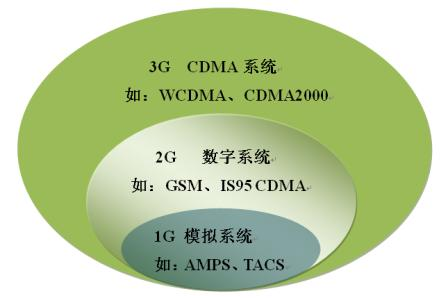 3G CDMA 系统
如：WCDMA、CDMA2000
2G 数字系统
如：GSM、IS95 CDMA
1G 模拟系统
如：AMPS、TACS